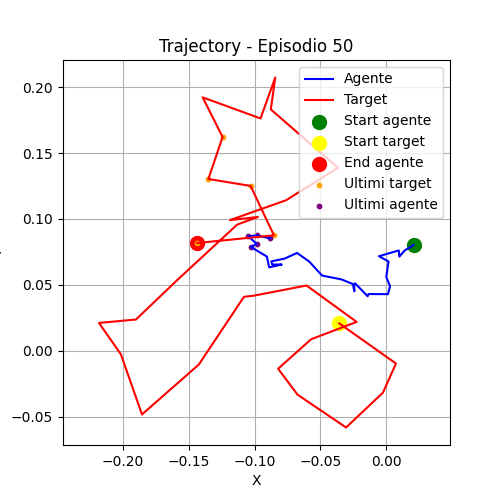 Trajectory - Episodio 50
Agente
Target
Start agente
Start target
End agente
Ultimi target
Ultimi agente
0.20
0.15
0.10
0.05
0.00
−0.05
−0.20
−0.15
−0.10
−0.05
0.00
X